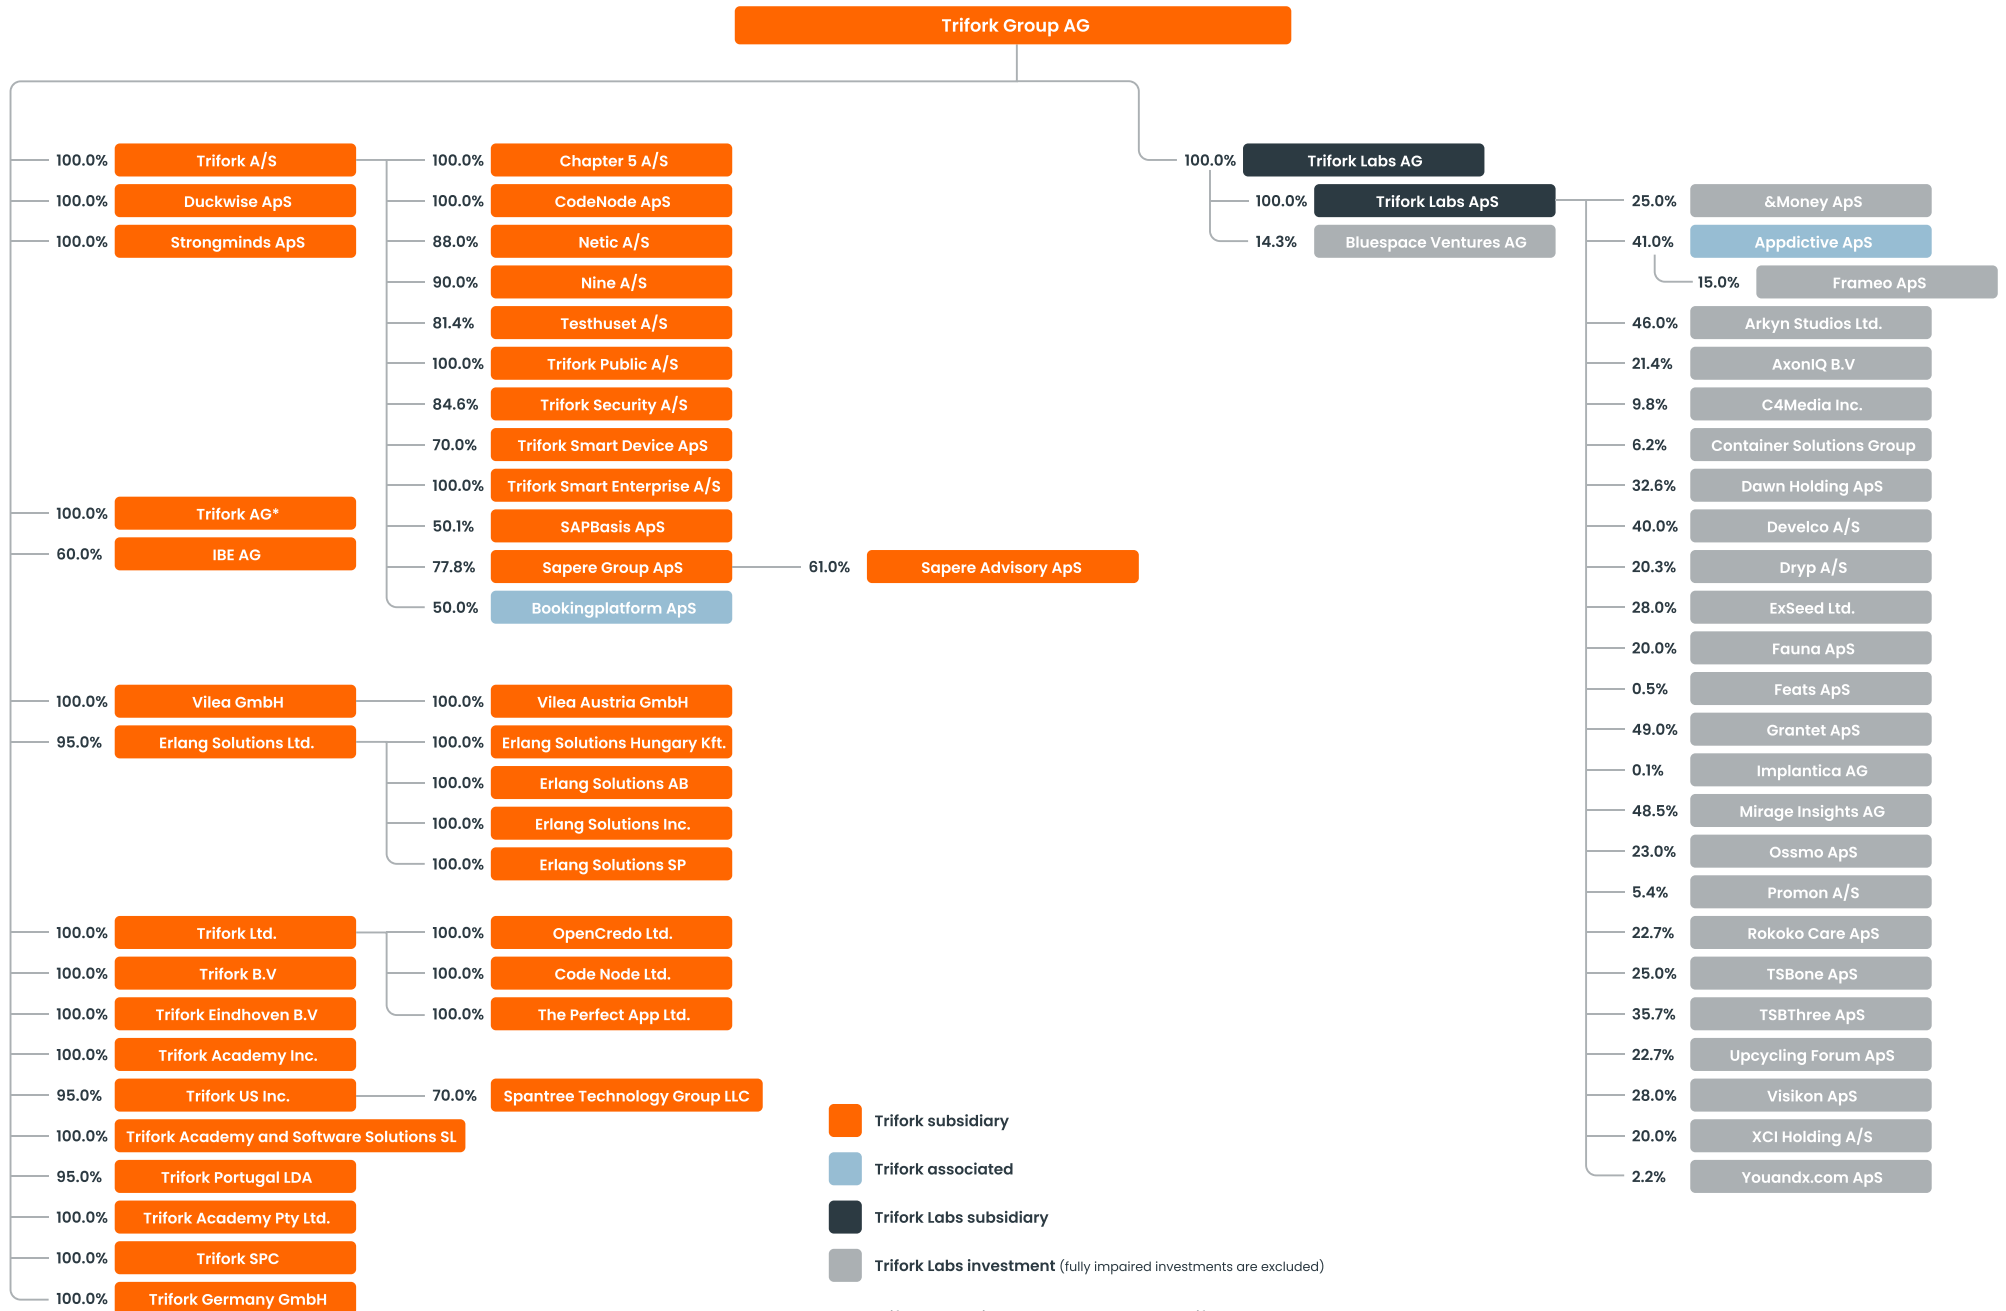 Trifork Group AG
100.0% Trifork A/S
100.0% Duckwise ApS
100.0% Strongminds ApS
100.0% Trifork AG*
60.0% IBE AG
100.0% Vilea GmbH
95.0% Erlang Solutions Ltd.
100.0% Trifork Ltd.
100.0% Trifork B.V
100.0% Trifork Eindhoven B.V
100.0% Trifork Academy Inc.
95.0% Trifork US Inc.
100.0% Trifork Academy and Software Solutions SL
95.0% Trifork Portugal LDA
100.0% Trifork Academy Pty Ltd.
100.0% Trifork SPC
100.0% Trifork Germany GmbH
100.0% Chapter 5 A/S
100.0% CodeNode ApS
88.0% Netic A/S
90.0% Nine A/S
81.4% Testhuset A/S
100.0% Trifork Public A/S
84.6% Trifork Security A/S
70.0% Trifork Smart Device ApS
100.0% Trifork Smart Enterprise A/S
50.1% SAPBasis ApS
77.8% Sapere Group ApS
61.0% Sapere Advisory ApS
50.0% Bookingplatform ApS
100.0% Vilea Austria GmbH
100.0% Erlang Solutions Hungary Kft.
100.0% Erlang Solutions AB
100.0% Erlang Solutions Inc.
100.0% Erlang Solutions SP
100.0% OpenCredo Ltd.
100.0% Code Node Ltd.
100.0% The Perfect App Ltd.
70.0% Spantree Technology Group LLC
100.0% Trifork Labs AG
100.0% Trifork Labs ApS
14.3% Bluespace Ventures AG
25.0% &Money ApS
41.0% Appdictive ApS
15.0% Frameo ApS
46.0% Arkyn Studios Ltd.
21.4% AxonIQ B.V
9.8% C4Media Inc.
6.2% Container Solutions Group
32.6% Dawn Holding ApS
40.0% Develco A/S
20.3% Dryp A/S
28.0% ExSeed Ltd.
20.0% Fauna ApS
0.5% Feats ApS
49.0% Grantet ApS
0.1% Implantica AG
48.5% Mirage Insights AG
23.0% Ossmo ApS
5.4% Promon A/S
22.7% Rokoko Care ApS
25.0% TSBone ApS
35.7% TSBThree ApS
22.7% Upcycling Forum ApS
28.0% Visikon ApS
20.0% XCI Holding A/S
2.2% Youandx.com ApS
Trifork subsidiary
Trifork associated
Trifork Labs subsidiary
Trifork Labs investment (fully impaired investments are excluded)